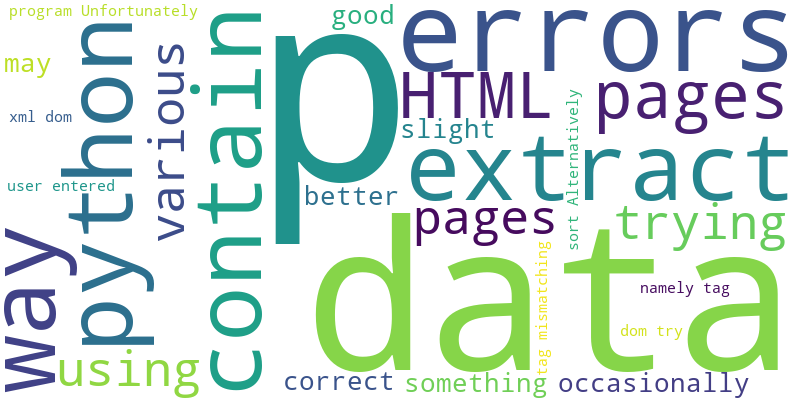 program Unfortunately
good
errors
may
python
various
contain
p
HTML
pages
xml dom
slight
sort Alternatively
extract
user entered
better
pages
trying
way
data
tag mismatching
namely tag
dom try
using
correct
something
occasionally